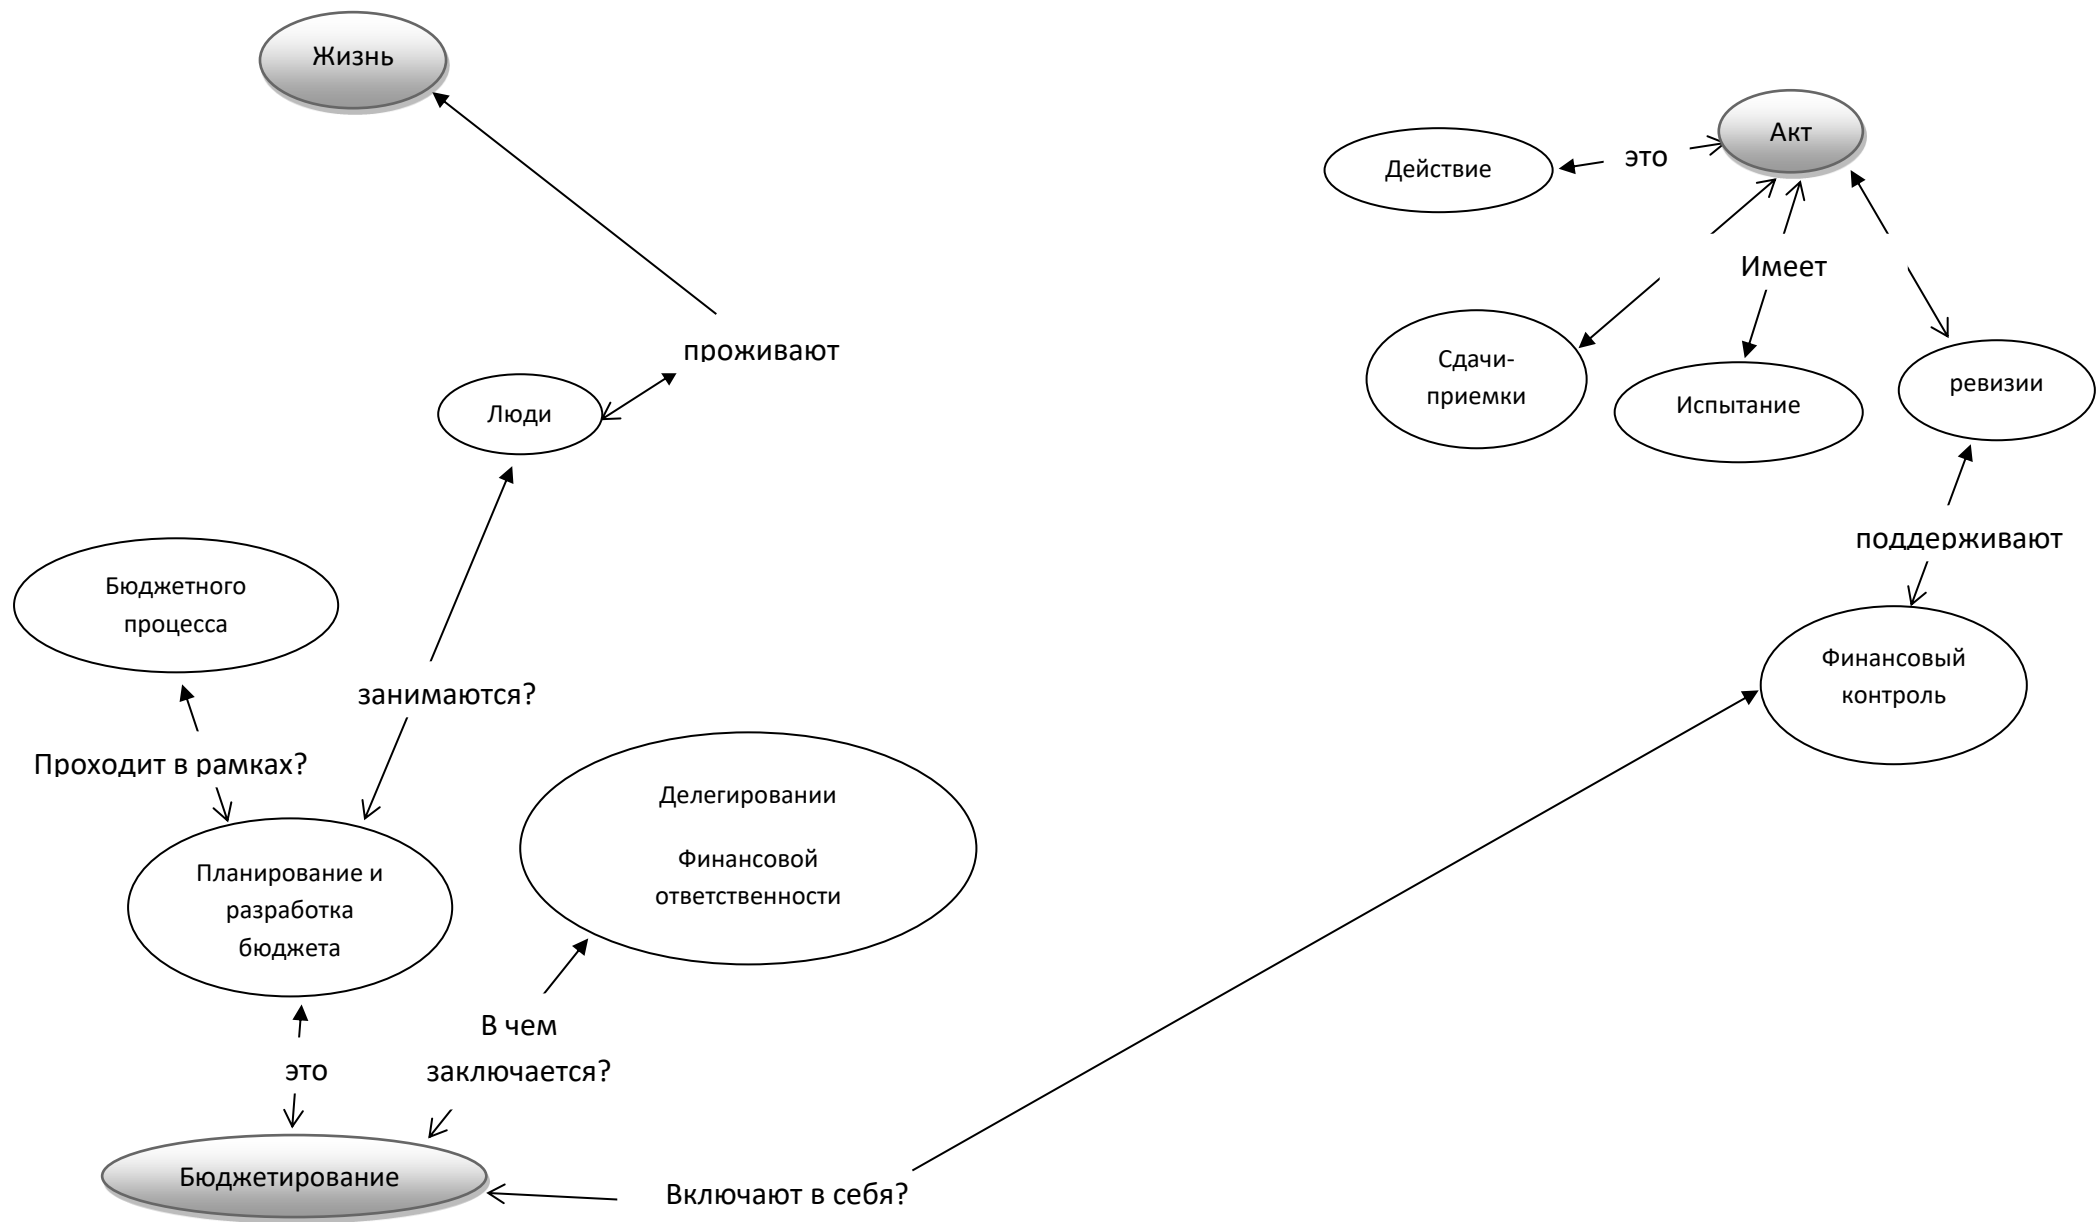 Жизнь
Акт
Действие
это
Имеет
проживают
Сдачи-
приемки
Испытание
ревизии
Люди
поддерживают
Бюджетного
процесса
Финансовый
контроль
занимаются?
Проходит в рамках?
Делегировании
Финансовой
ответственности
Планирование и
разработка
бюджета
В чем
заключается?
это
Бюджетирование
Включают в себя?